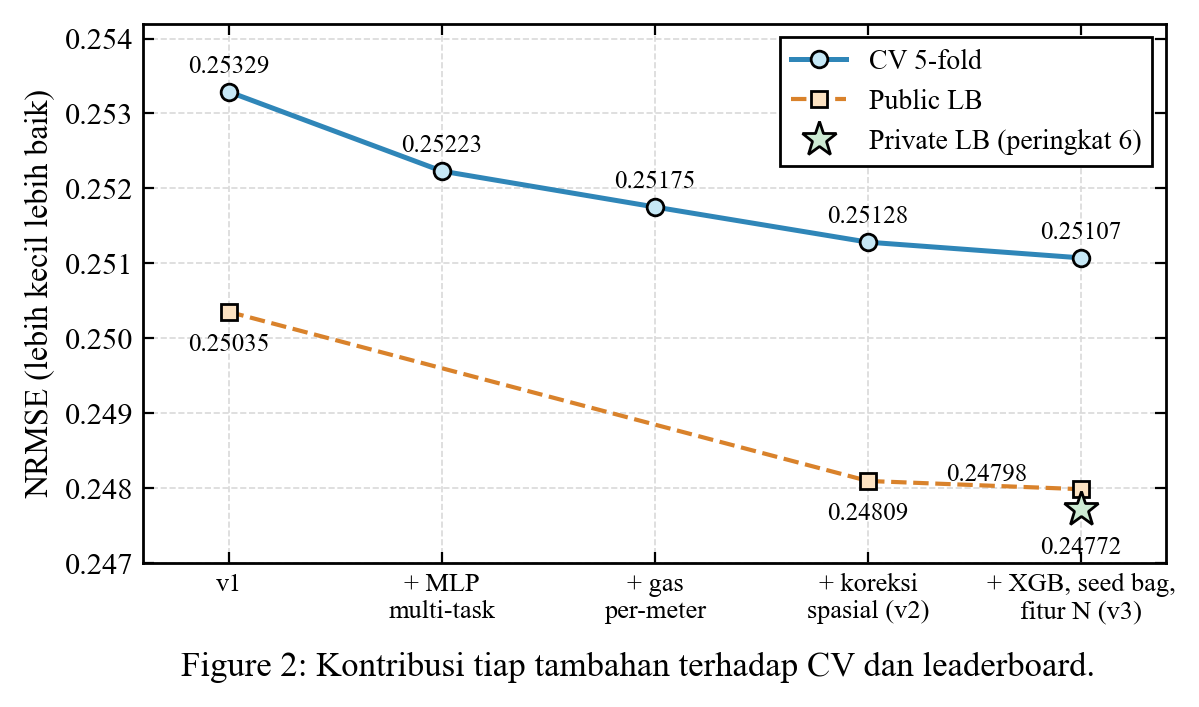 0.254
0.253
0.252
0.251
0.250
0.249
0.248
0.247
NRMSE (lebih kecil lebih baik)
CV 5-fold
Public LB
Private LB (peringkat 6)
0.25329
0.25223
0.25175
0.25128
0.25107
0.25035
0.24809
0.24798
0.24772
v1
+ MLP
multi-task
+ gas
per-meter
+ koreksi
spasial (v2)
+ XGB, seed bag,
fitur N (v3)
Figure 2: Kontribusi tiap tambahan terhadap CV dan leaderboard.